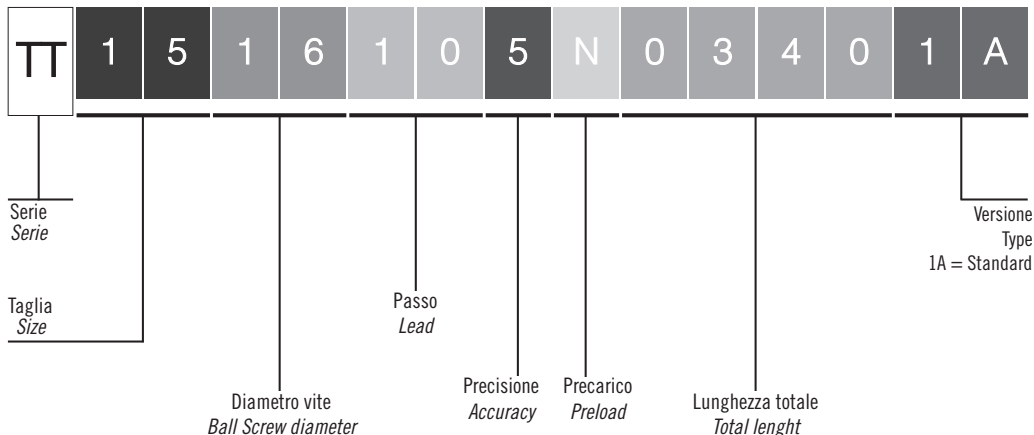 TT 1 5 1 6 1 0 5 N 0 3 4 0 1 A
Serie
Serie
Versione
Type
1A = Standard
Taglia
Size
Passo
Lead
Diametro vite
Ball Screw diameter
Precisione
Accuracy
Precarico
Preload
Lunghezza totale
Total lenght